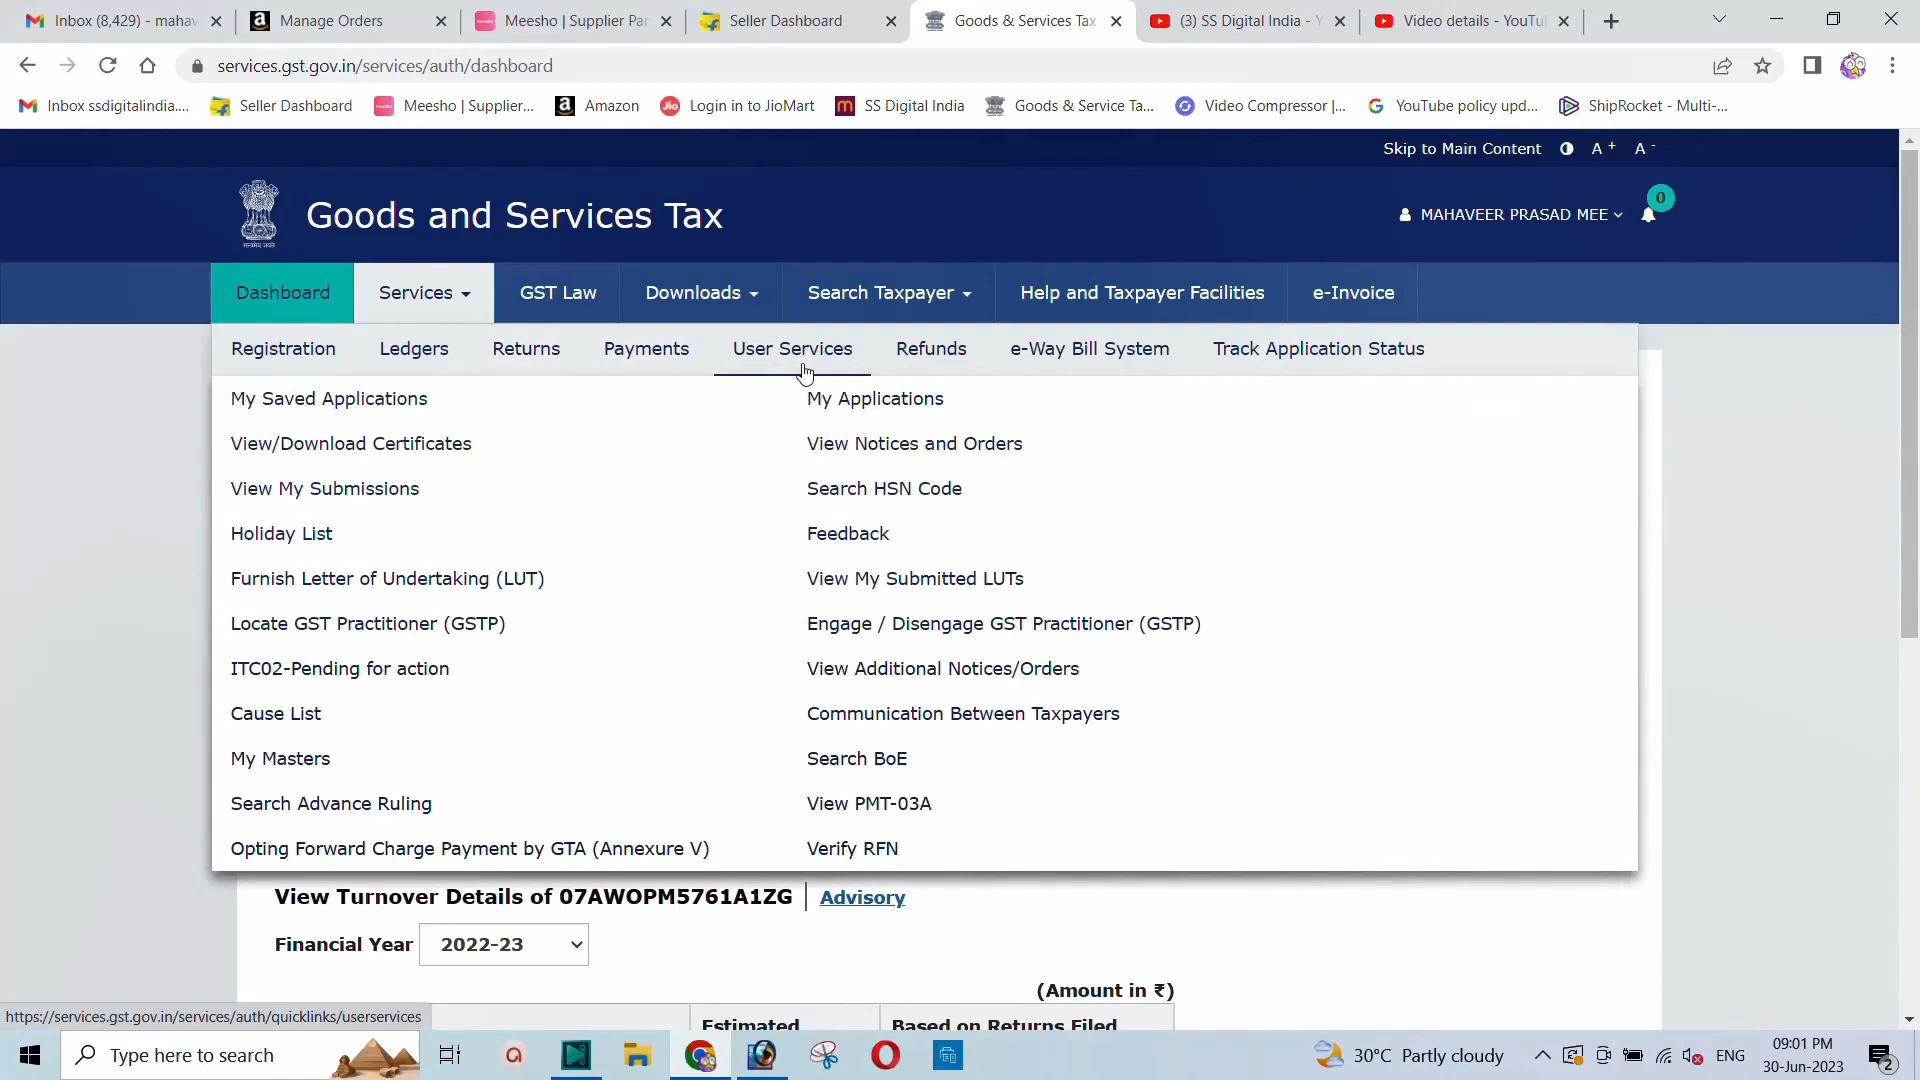 Inbox (8,429) - mahav
Manage Orders
Meesho | Supplier Pa
Seller Dashboard
Goods & Services Tax
(3) SS Digital India - Y
Video details - YouTu
services.gst.gov.in/services/auth/dashboard
Inbox ssdigitalindia....
Seller Dashboard
Meesho | Supplier...
Amazon
Login in to JioMart
SS Digital India
Goods & Service Ta...
Video Compressor |...
YouTube policy upd...
ShipRocket - Multi-...
Skip to Main Content A+ A-
Goods and Services Tax
MAHAVEER PRASAD MEE
0
सत्यमेव जयते
Dashboard
Services
GST Law
Downloads
Search Taxpayer
Help and Taxpayer Facilities
e-Invoice
Registration
Ledgers
Returns
Payments
User Services
Refunds
e-Way Bill System
Track Application Status
My Saved Applications
My Applications
View/Download Certificates
View Notices and Orders
View My Submissions
Search HSN Code
Holiday List
Feedback
Furnish Letter of Undertaking (LUT)
View My Submitted LUTs
Locate GST Practitioner (GSTP)
Engage / Disengage GST Practitioner (GSTP)
ITC02-Pending for action
View Additional Notices/Orders
Cause List
Communication Between Taxpayers
My Masters
Search BoE
Search Advance Ruling
View PMT-03A
Opting Forward Charge Payment by GTA (Annexure V)
Verify RFN
View Turnover Details of 07AWOPM5761A1ZG
Advisory
Financial Year 2022-23
(Amount in ₹)
https://services.gst.gov.in/services/auth/quicklinks/userservices
Estimated
Based on Returns Filed
Type here to search
30°C Partly cloudy
ENG
09:01 PM
30-Jun-2023
2